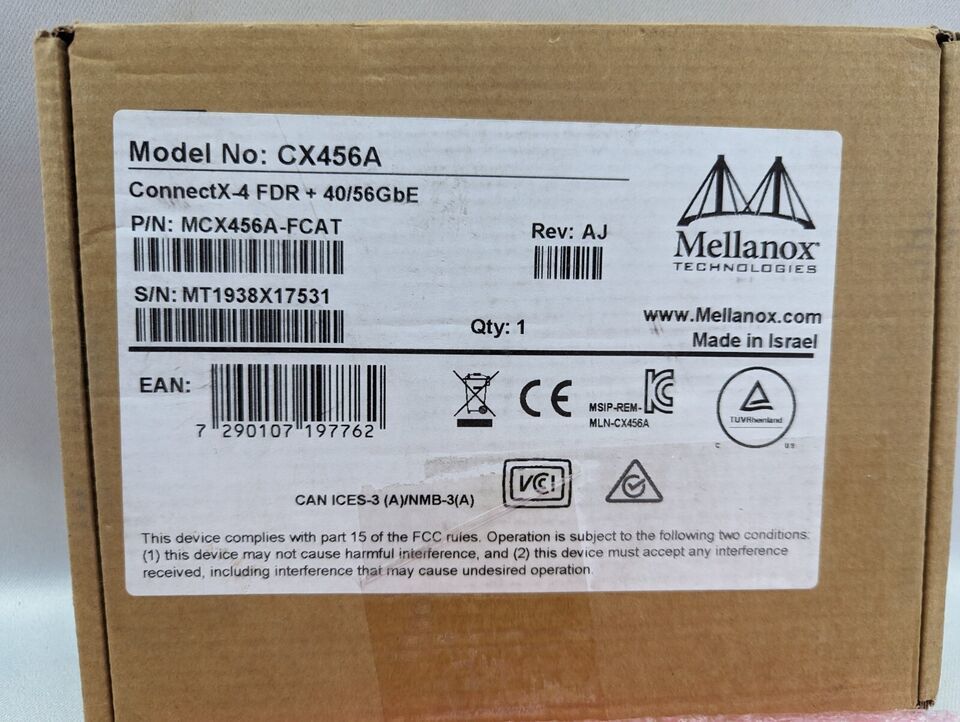 Model No: CX456A
ConnectX-4 FDR + 40/56GbE
P/N: MCX456A-FCAT
Rev: AJ
Mellanox
TECHNOLOGIES
S/N: MT1938X17531
Qty: 1
www.Mellanox.com
Made in Israel
EAN:
7 290107 197762
CE
MSIP-REM-
MLN-CX456A
KC
TUVRheinland
C US
CAN ICES-3 (A)/NMB-3(A)
VCI
This device complies with part 15 of the FCC rules. Operation is subject to the following two conditions:
(1) this device may not cause harmful interference, and (2) this device must accept any interference
received, including interference that may cause undesired operation.